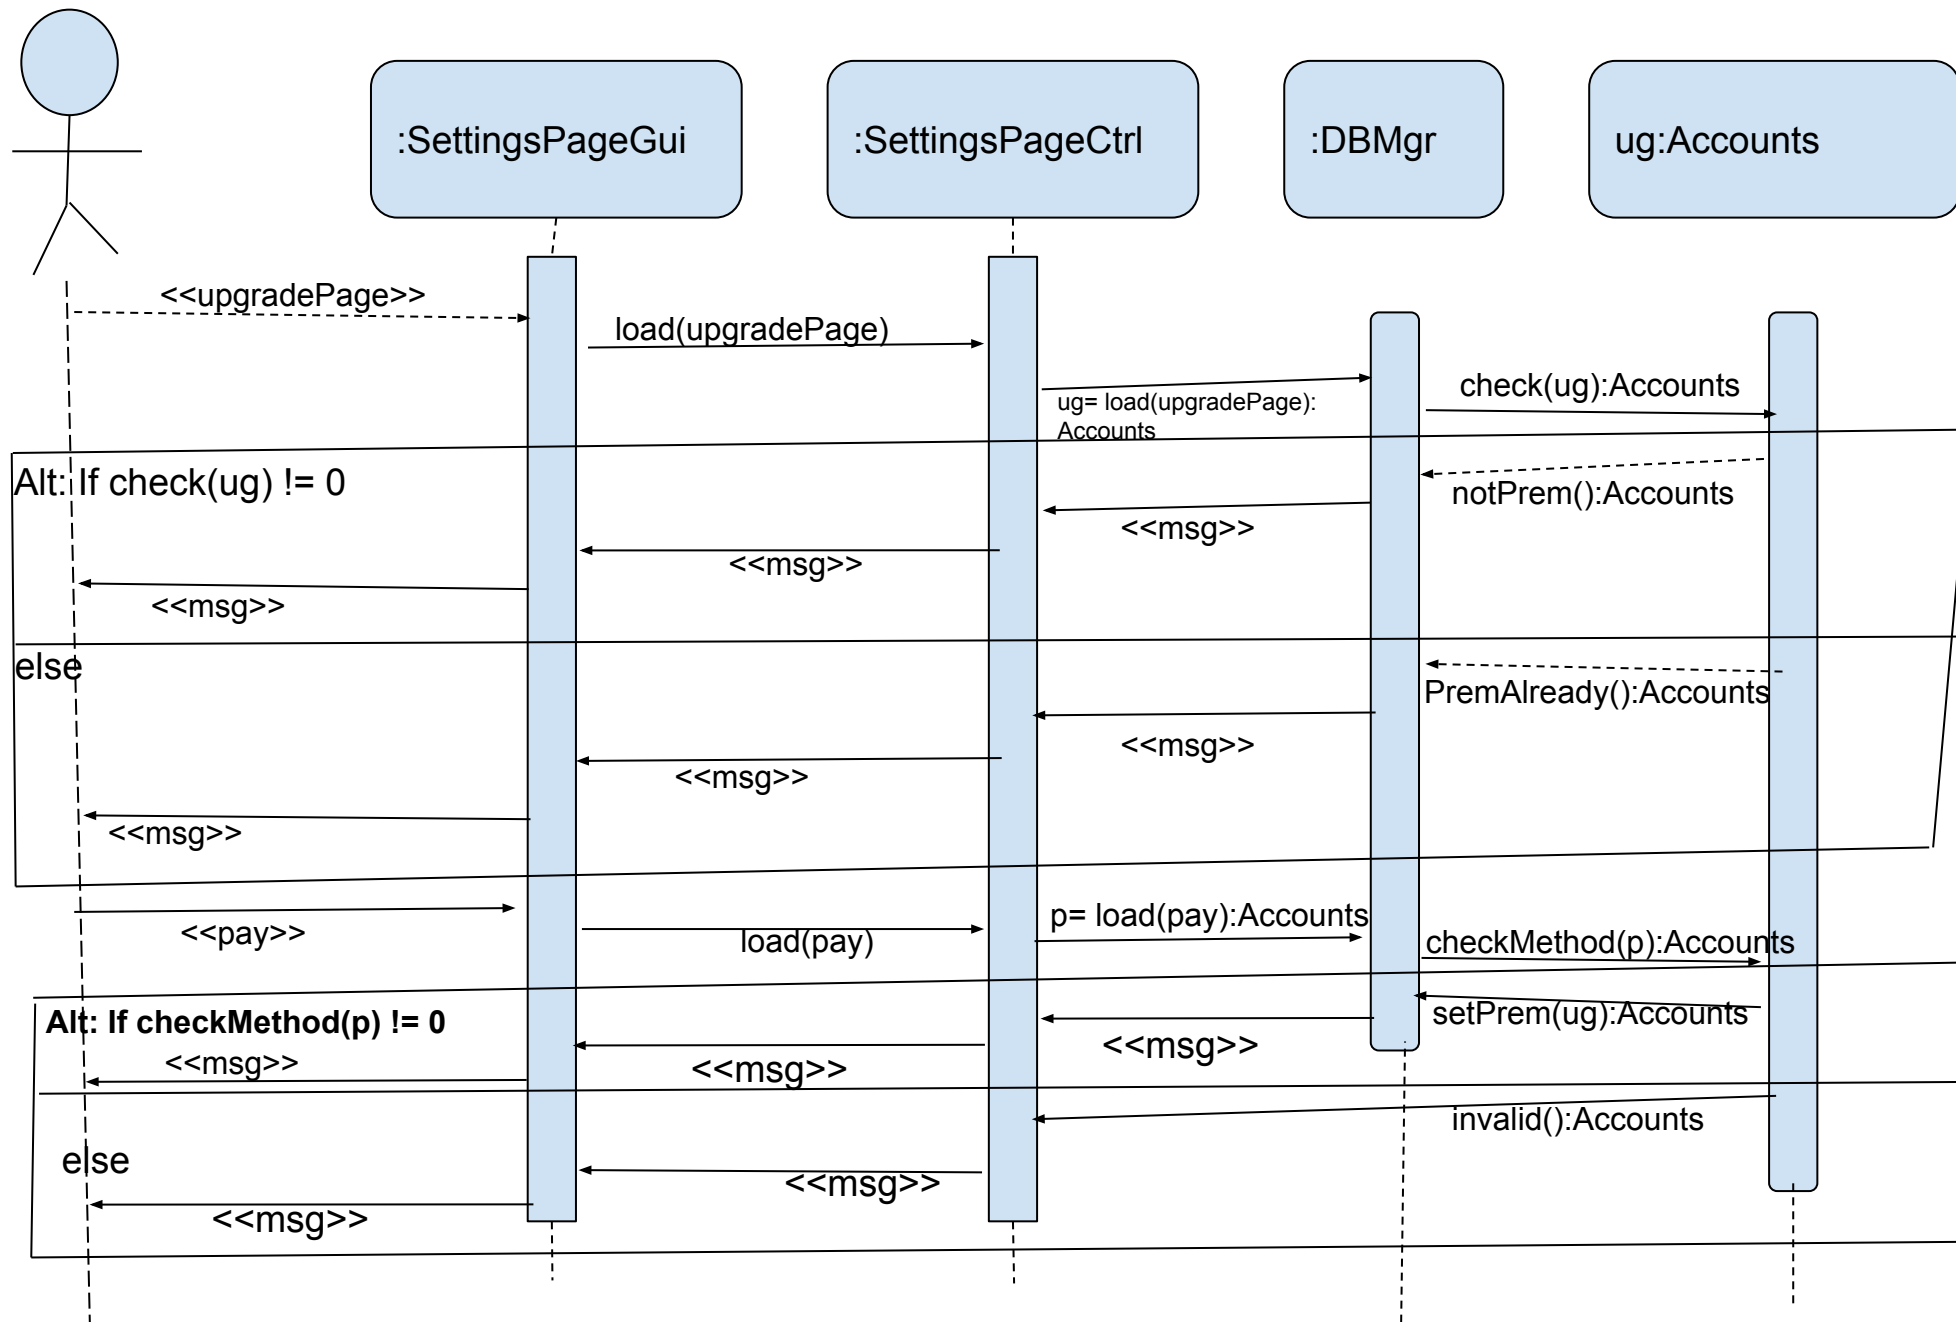 :SettingsPageGui
:SettingsPageCtrl
:DBMgr
ug:Accounts
<<upgradePage>>
load(upgradePage)
ug= load(upgradePage):
Accounts
check(ug):Accounts
Alt: If check(ug) != 0
notPrem():Accounts
<<msg>>
<<msg>>
<<msg>>
else
PremAlready():Accounts
<<msg>>
<<msg>>
<<msg>>
<<pay>>
load(pay)
p= load(pay):Accounts
checkMethod(p):Accounts
Alt: If checkMethod(p) != 0
setPrem(ug):Accounts
<<msg>>
<<msg>>
<<msg>>
invalid():Accounts
else
<<msg>>
<<msg>>